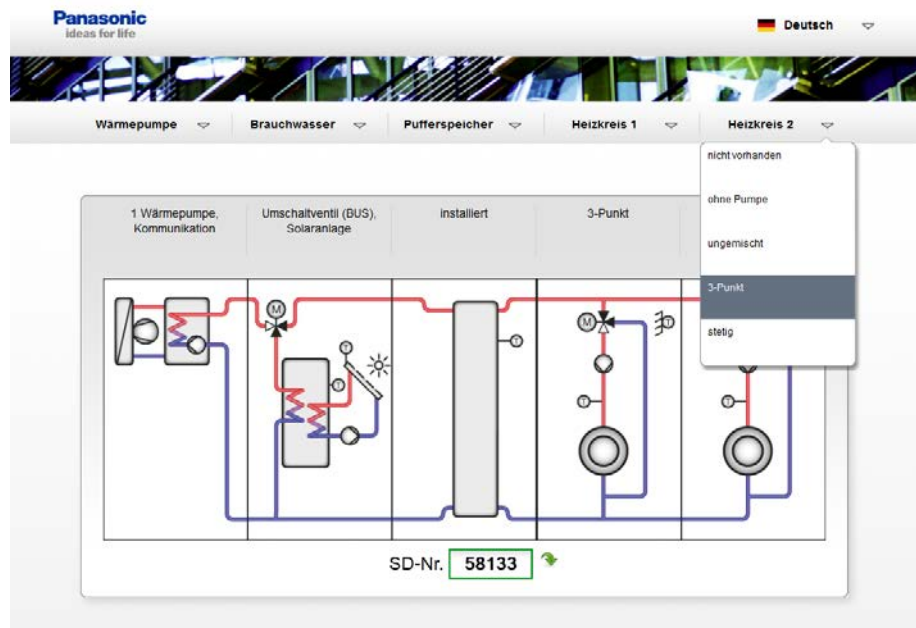 Panasonic
ideas for life
Deutsch
Wärmepumpe
Brauchwasser
Pufferspeicher
Heizkreis 1
Heizkreis 2
nicht vorhanden
ohne Pumpe
ungemischt
3-Punkt
stetig
1 Wärmepumpe,
Kommunikation
Umschaltventil (BUS),
Solaranlage
installiert
3-Punkt
M
T
T
T
M
T
T
T
SD-Nr. 58133